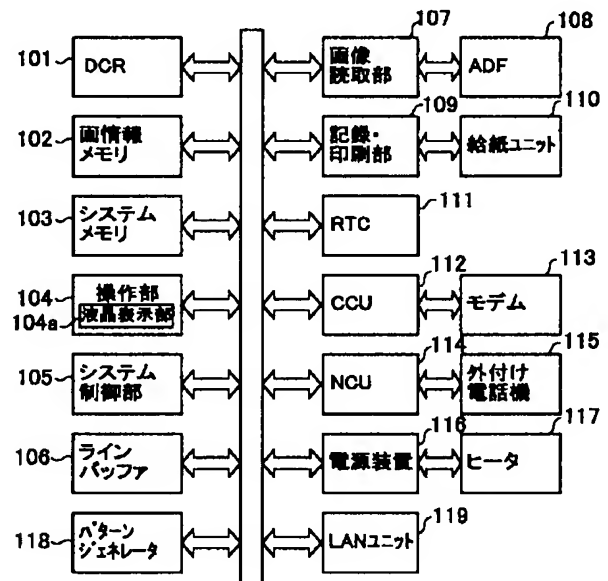 101
DCR
107
画像
読取部
108
ADF
102
画情報
メモリ
109
記録・
印刷部
110
給紙ユニット
103
システム
メモリ
111
RTC
104
操作部
104a
液晶表示部
112
CCU
113
モデム
105
システム
制御部
114
NCU
115
外付け
電話機
106
ライン
バッファ
116
電源装置
117
ヒータ
118
パターン
ジェネレータ
119
LANユニット